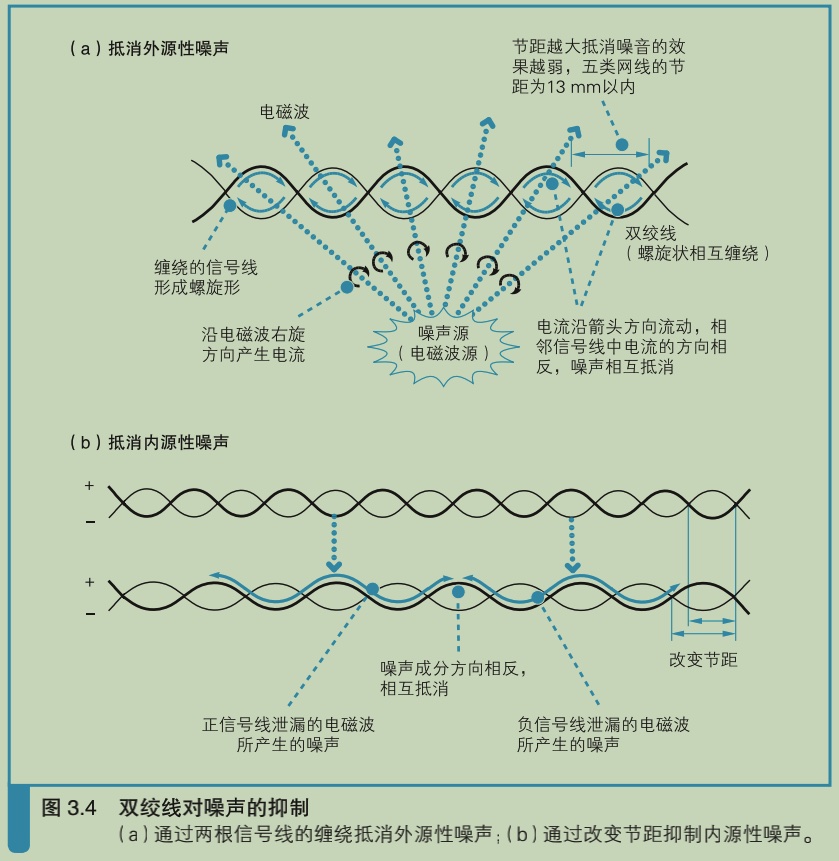 （a）抵消外源性噪声
节距越大抵消噪音的效
果越弱，五类网线的节
距为13 mm以内
电磁波
双绞线
（螺旋状相互缠绕）
缠绕的信号线
形成螺旋形
沿电磁波右旋
方向产生电流
噪声源
（电磁波源）
电流沿箭头方向流动，相
邻信号线中电流的方向相
反，噪声相互抵消
（b）抵消内源性噪声
+
−
+
−
改变节距
噪声成分方向相反，
相互抵消
正信号线泄漏的电磁波
所产生的噪声
负信号线泄漏的电磁波
所产生的噪声
图 3.4 双绞线对噪声的抑制
（a）通过两根信号线的缠绕抵消外源性噪声；（b）通过改变节距抑制内源性噪声。